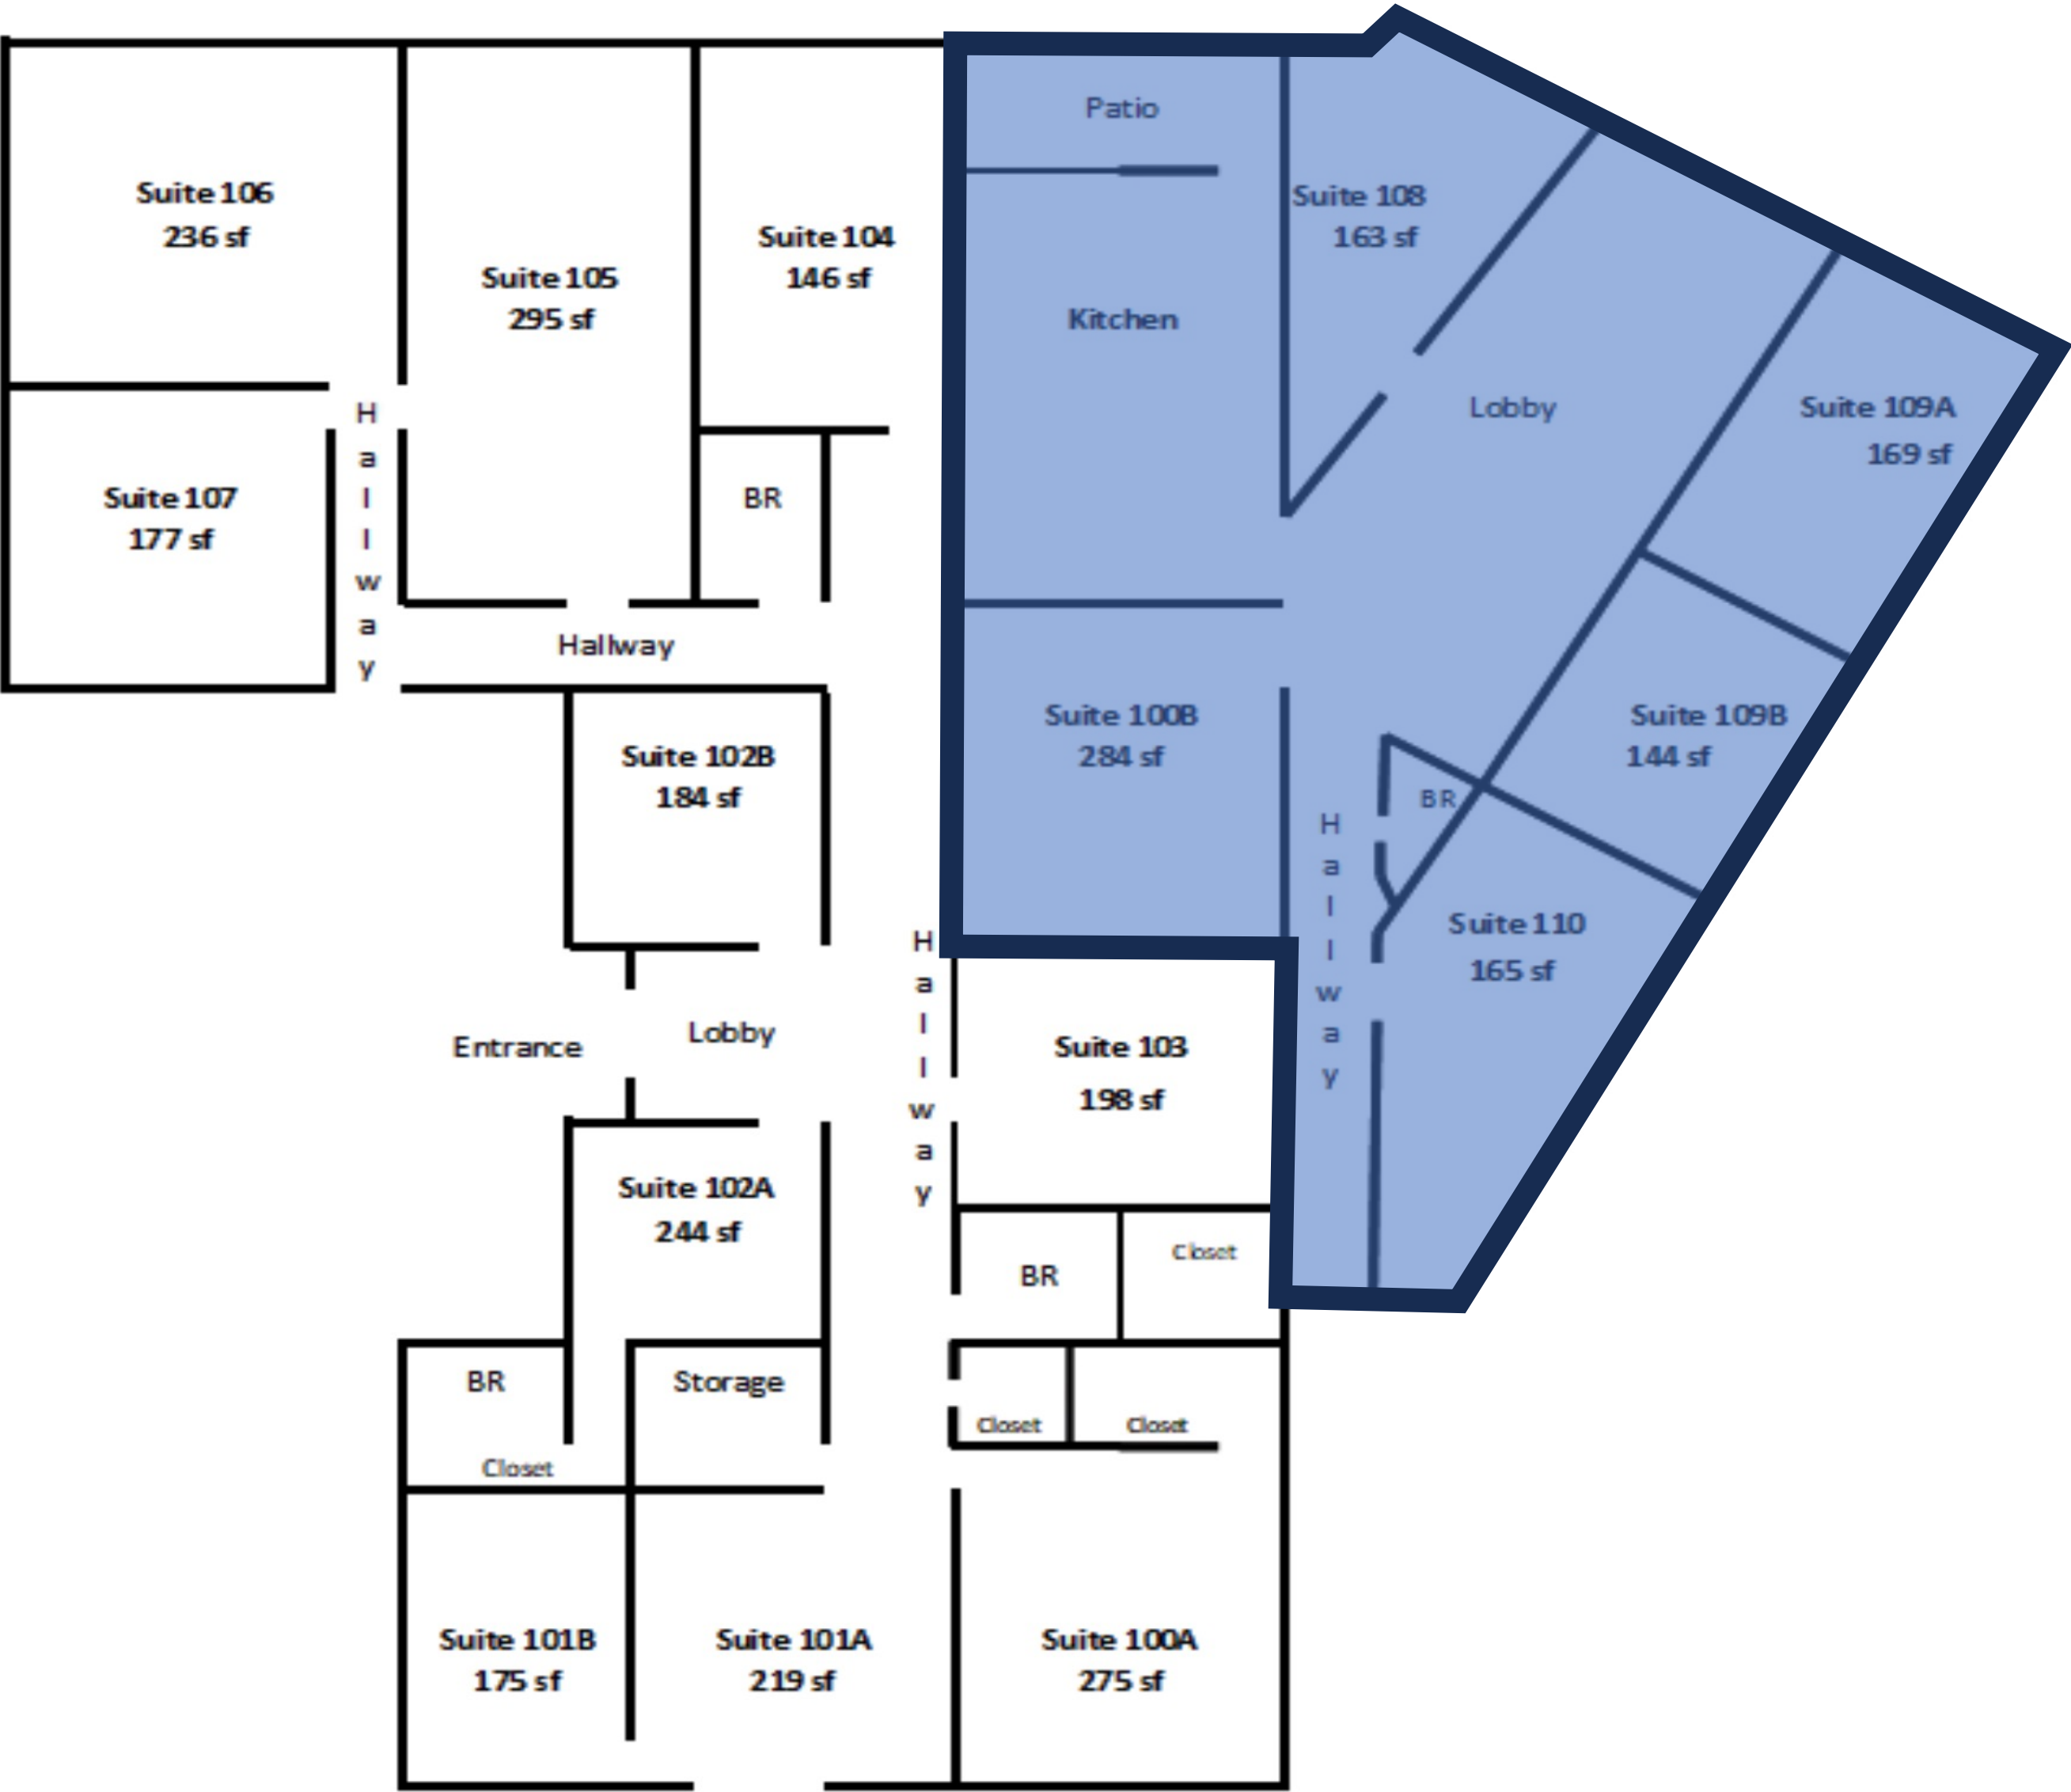 Patio
Suite 106
236 sf
Suite 108
163 sf
Suite 104
146 sf
Suite 105
295 sf
Kitchen
Lobby
Suite 109A
169 sf
Hallway
Suite 107
177 sf
BR
Hallway
Suite 100B
284 sf
Suite 109B
144 sf
Suite 102B
184 sf
BR
Hallway
Suite 110
165 sf
Hallway
Entrance
Lobby
Suite 103
198 sf
Suite 102A
244 sf
BR
Closet
BR
Storage
Closet
Closet
Closet
Suite 101B
175 sf
Suite 101A
219 sf
Suite 100A
275 sf